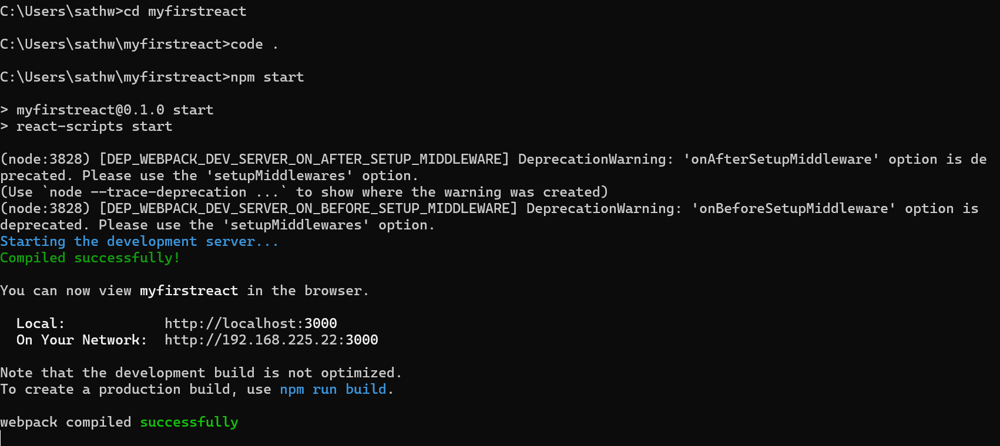 C:\Users\sathw>cd myfirstreact
C:\Users\sathw\myfirstreact>code .
C:\Users\sathw\myfirstreact>npm start
> myfirstreact@0.1.0 start
> react-scripts start
(node:3828) [DEP_WEBPACK_DEV_SERVER_ON_AFTER_SETUP_MIDDLEWARE] DeprecationWarning: 'onAfterSetupMiddleware' option is de
precated. Please use the 'setupMiddlewares' option.
(Use `node --trace-deprecation ...` to show where the warning was created)
(node:3828) [DEP_WEBPACK_DEV_SERVER_ON_BEFORE_SETUP_MIDDLEWARE] DeprecationWarning: 'onBeforeSetupMiddleware' option is
deprecated. Please use the 'setupMiddlewares' option.
Starting the development server...
Compiled successfully!
You can now view myfirstreact in the browser.
Local: http://localhost:3000
On Your Network: http://192.168.225.22:3000
Note that the development build is not optimized.
To create a production build, use npm run build.
webpack compiled successfully